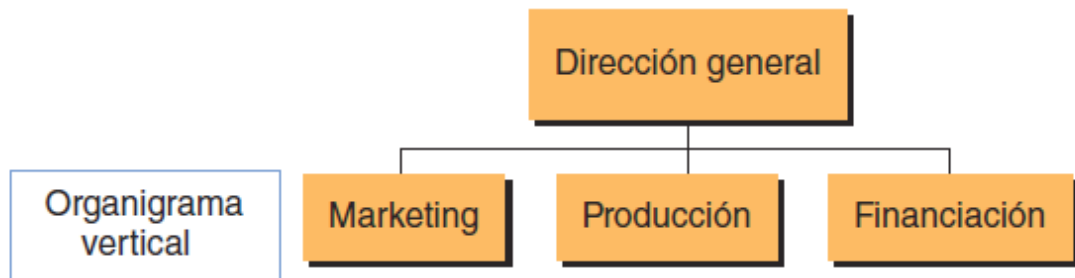 Dirección general
Organigrama
vertical
Marketing
Producción
Financiación